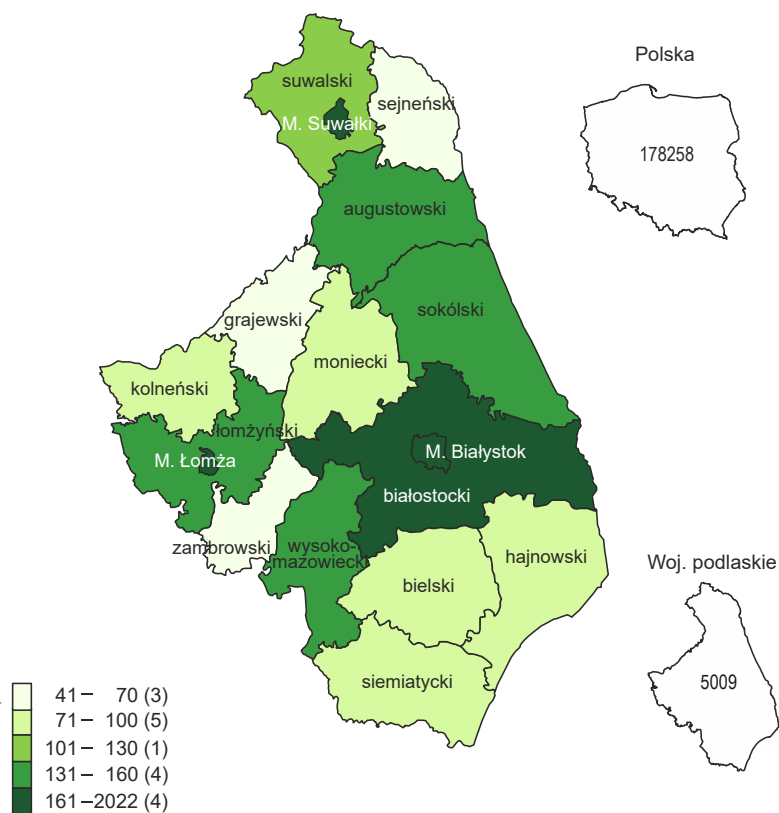 Polska
178258
suwalski
sejneński
M. Suwałki
augustowski
sokólski
grajewski
moniecki
kolneński
łomżyński
M. Łomża
M. Białystok
białostocki
zambrowski
wysoko-
mazowiecki
hajnowski
bielski
siemiatycki
Woj. podlaskie
5009
41 – 70 (3)
71 – 100 (5)
101 – 130 (1)
131 – 160 (4)
161 –2022 (4)